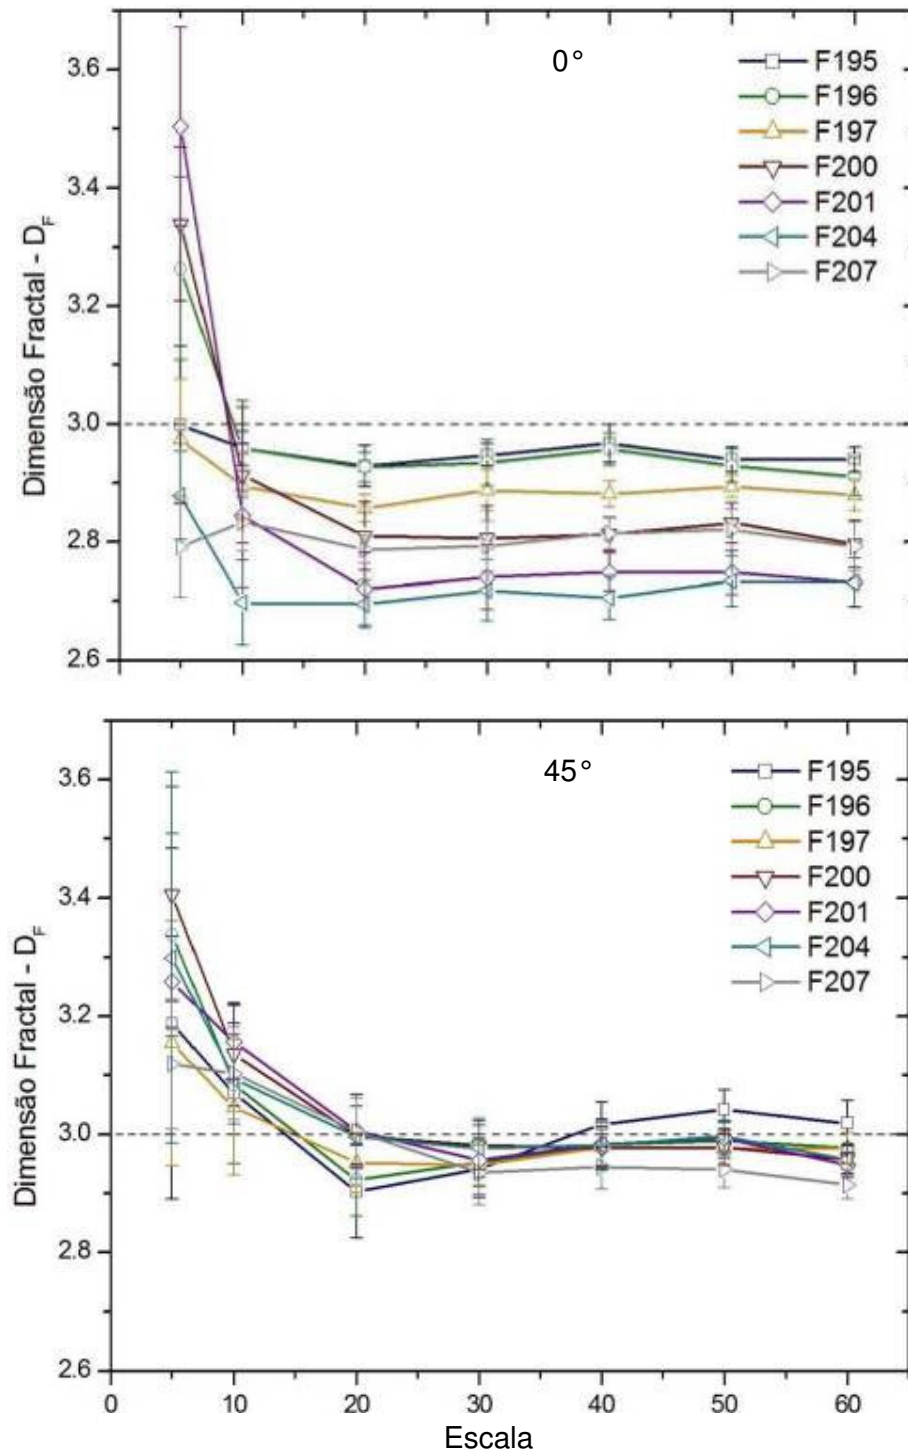 0°
3.6
3.4
3.2
3.0
2.8
2.6
Dimensão Fractal - D_F
F195
F196
F197
F200
F201
F204
F207
45°
3.6
3.4
3.2
3.0
2.8
2.6
Dimensão Fractal - D_F
F195
F196
F197
F200
F201
F204
F207
0 10 20 30 40 50 60
Escala